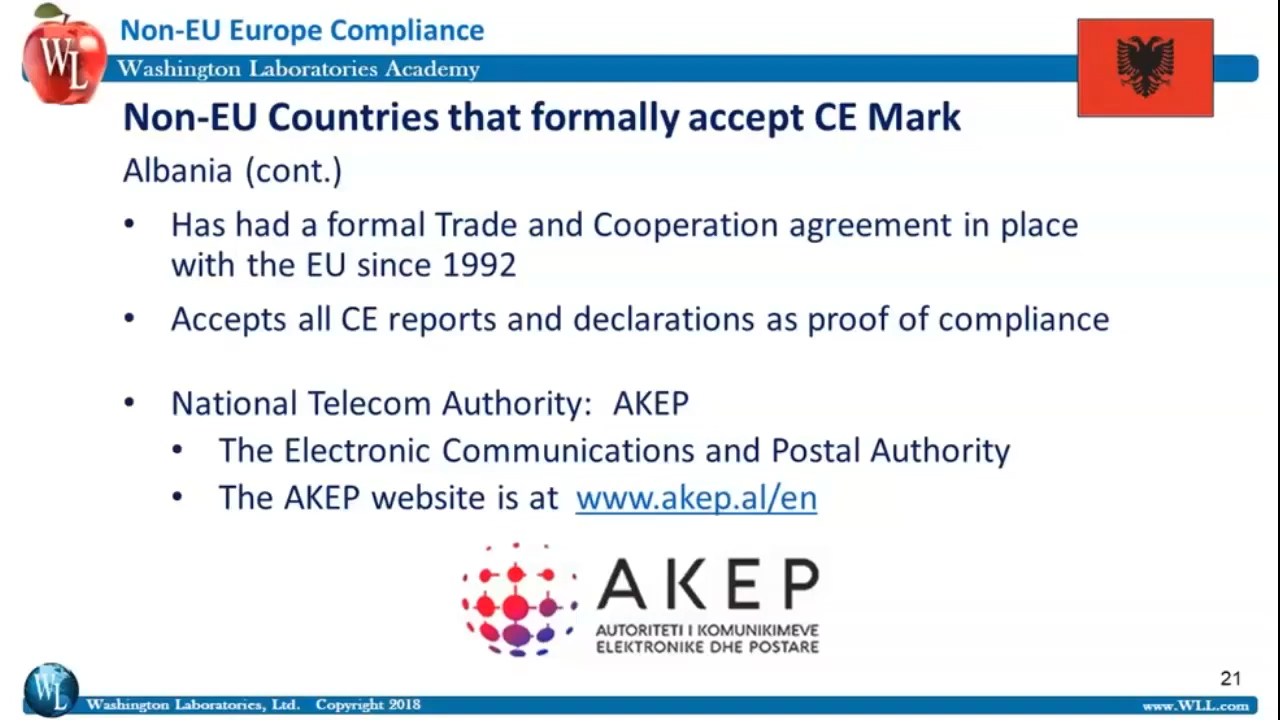 Non-EU Europe Compliance
WL
Washington Laboratories Academy
Non-EU Countries that formally accept CE Mark
Albania (cont.)
• Has had a formal Trade and Cooperation agreement in place
with the EU since 1992
• Accepts all CE reports and declarations as proof of compliance
• National Telecom Authority: AKEP
• The Electronic Communications and Postal Authority
• The AKEP website is at www.akep.al/en
AKEP
AUTORITETI I KOMUNIKIMEVE
ELEKTRONIKE DHE POSTARE
21
WL
Washington Laboratories, Ltd. Copyright 2018
www.WLL.com